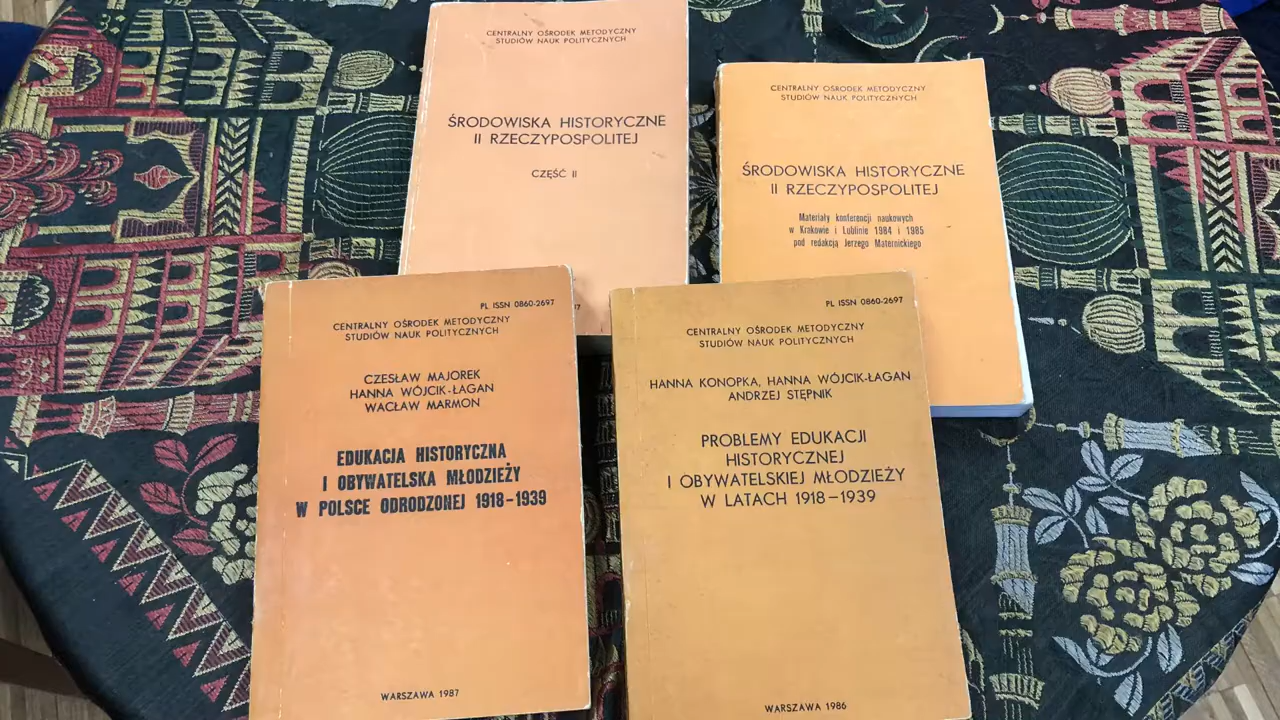 CENTRALNY OŚRODEK METODYCZNY
STUDIÓW NAUK POLITYCZNYCH
ŚRODOWISKA HISTORYCZNE
II RZECZYPOSPOLITEJ
CZĘŚĆ II
CENTRALNY OŚRODEK METODYCZNY
STUDIÓW NAUK POLITYCZNYCH
ŚRODOWISKA HISTORYCZNE
II RZECZYPOSPOLITEJ
Materiały konferencji naukowych
w Krakowie i Lublinie 1984 i 1985
pod redakcją Jerzego Maternickiego
PL ISSN 0860-2697
CENTRALNY OŚRODEK METODYCZNY
STUDIÓW NAUK POLITYCZNYCH
CZESŁAW MAJOREK
HANNA WÓJCIK-ŁAGAN
WACŁAW MARMON
EDUKACJA HISTORYCZNA
I OBYWATELSKA MŁODZIEŻY
W POLSCE ODRODZONEJ 1918-1939
WARSZAWA 1987
PL ISSN 0860-2697
CENTRALNY OŚRODEK METODYCZNY
STUDIÓW NAUK POLITYCZNYCH
HANNA KONOPKA, HANNA WÓJCIK-ŁAGAN
ANDRZEJ STĘPNIK
PROBLEMY EDUKACJI
HISTORYCZNEJ
I OBYWATELSKIEJ MŁODZIEŻY
W LATACH 1918-1939
WARSZAWA 1986